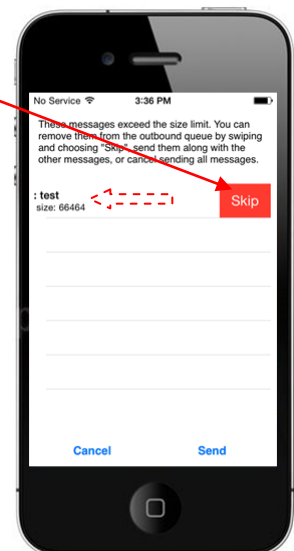 No Service 3:36 PM
These messages exceed the size limit. You can
remove them from the outbound queue by swiping
and choosing "Skip", send them along with the
other messages, or cancel sending all messages.
: test
size: 66464
Skip
Cancel Send